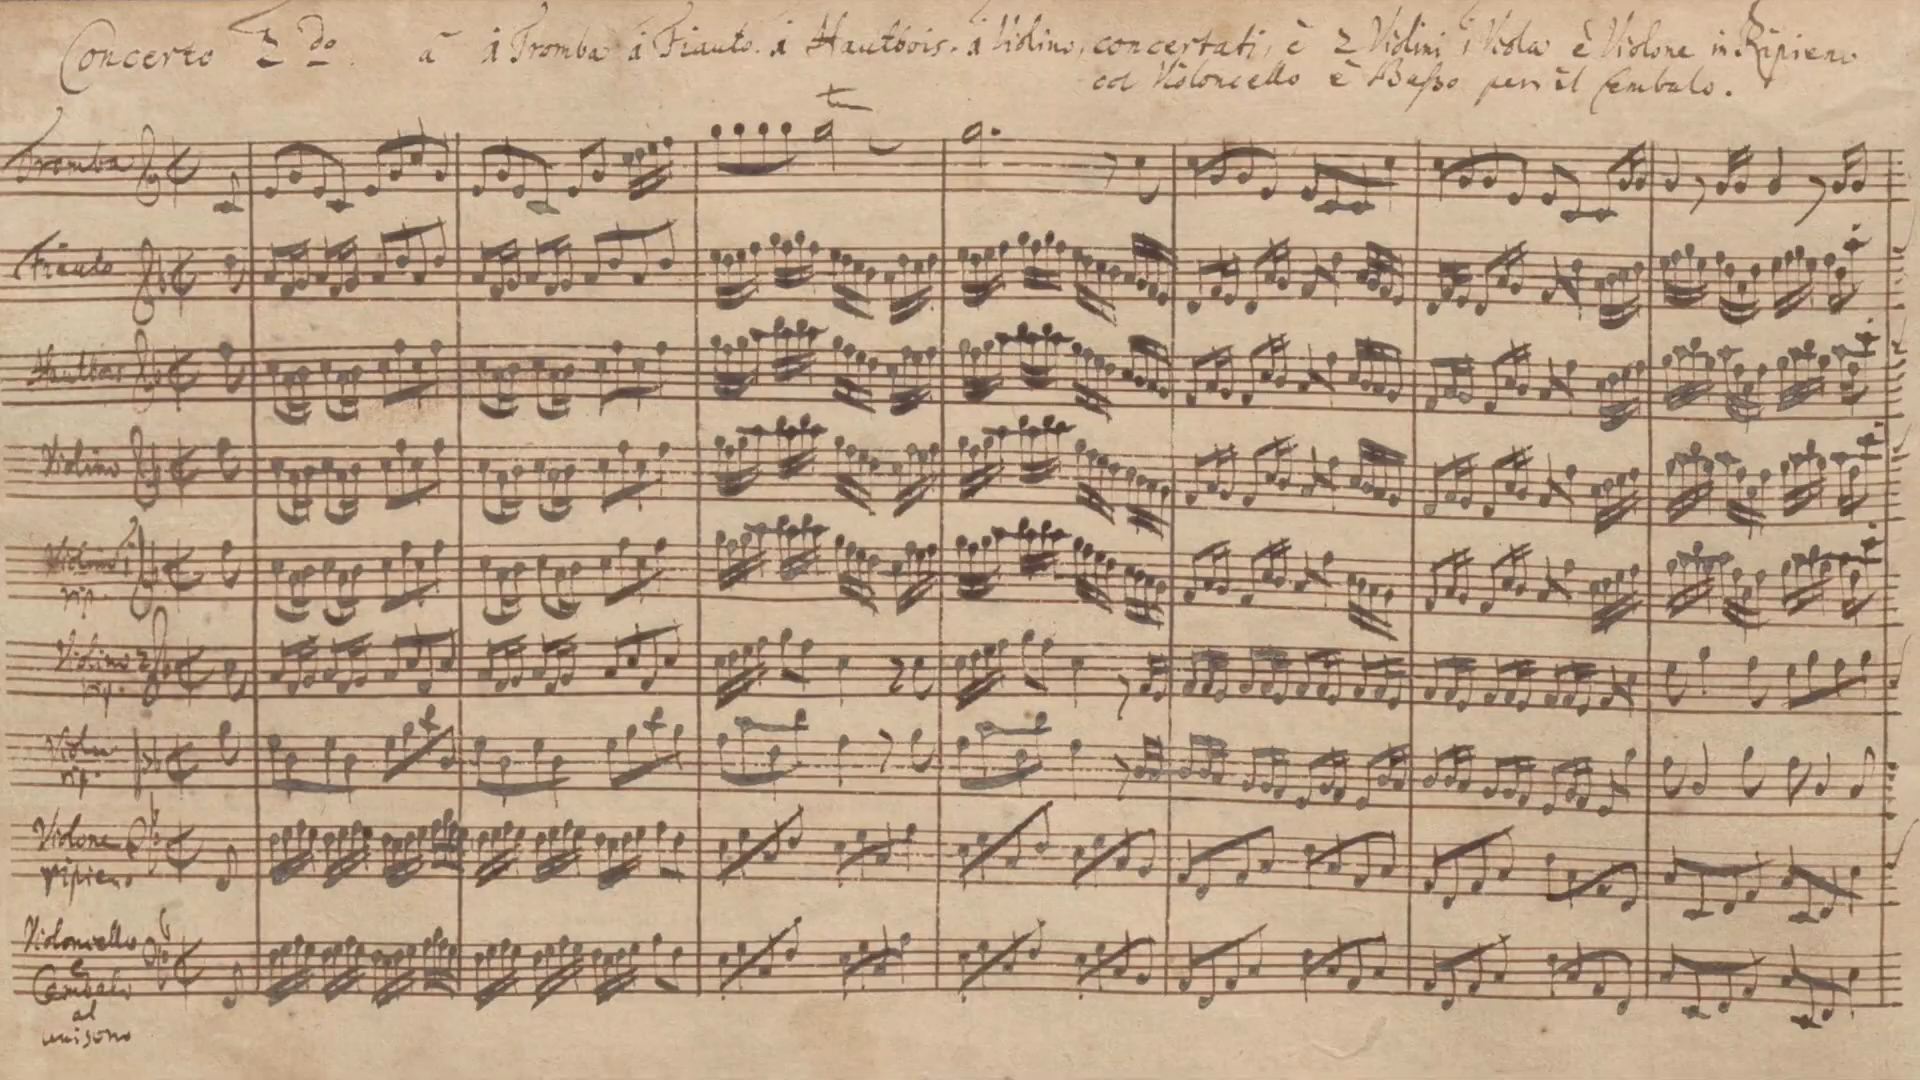 Concerto 2do. à 1 Tromba 1 Fiauto. 1 Hautbois. 1 Violino, concertati, è 2 Violini 1 Viola è Violone in Ripieno
col Violoncello è Basso per il Cembalo.
Tromba
Fiauto
Hautbois
Violino
Violino 1
rip.
Violino 2
rip.
Viola
rip.
Violone
ripieno
Violoncello
e
Cembalo
al
unisono